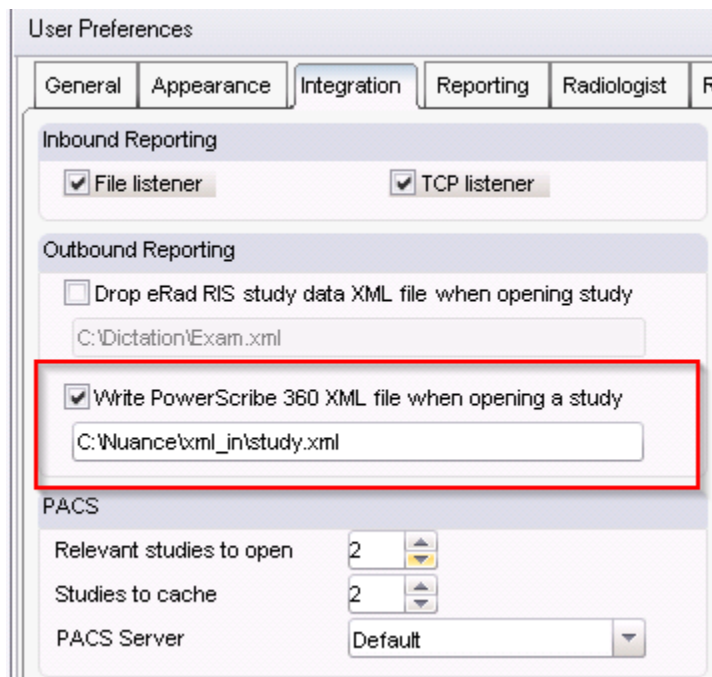 User Preferences
General Appearance Integration Reporting Radiologist
Inbound Reporting
File listener TCP listener
Outbound Reporting
Drop eRad RIS study data XML file when opening study
C:\Dictation\Exam.xml
Write PowerScribe 360 XML file when opening a study
C:\Nuance\xml_in\study.xml
PACS
Relevant studies to open 2
Studies to cache 2
PACS Server Default